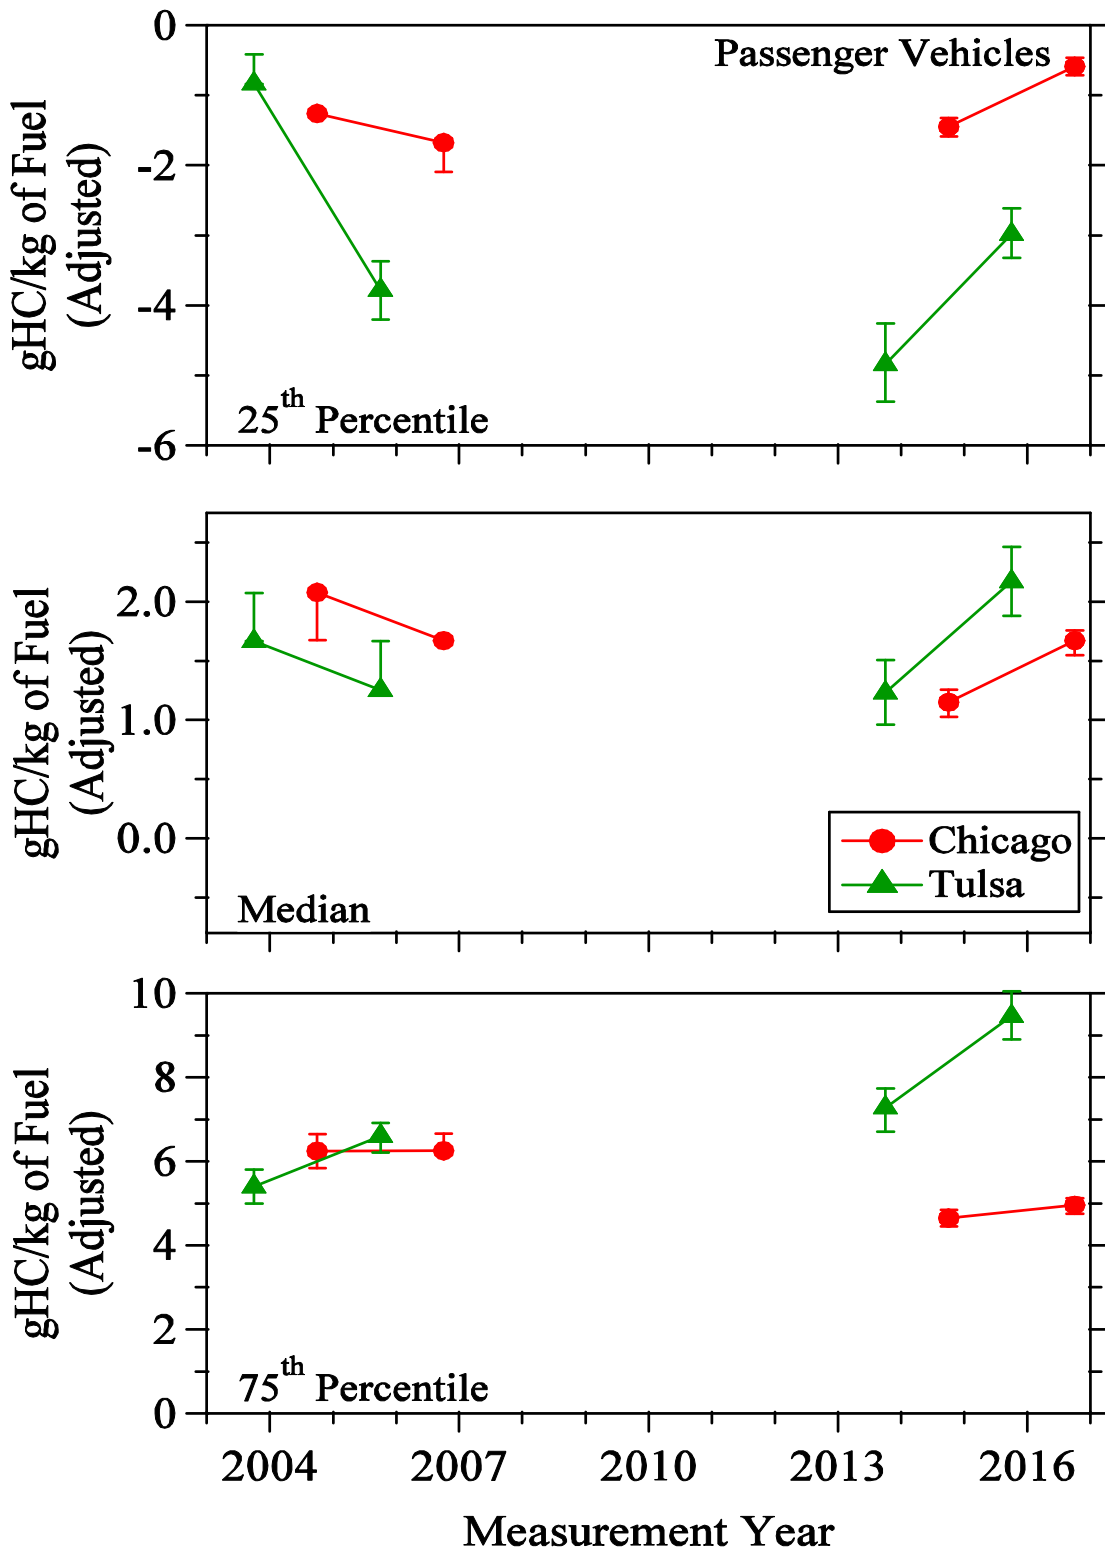 0
Passenger Vehicles
-2
-4
-6
gHC/kg of Fuel
(Adjusted)
25th Percentile
2.0
1.0
0.0
gHC/kg of Fuel
(Adjusted)
Chicago
Tulsa
Median
10
8
6
4
2
0
gHC/kg of Fuel
(Adjusted)
75th Percentile
2004 2007 2010 2013 2016
Measurement Year